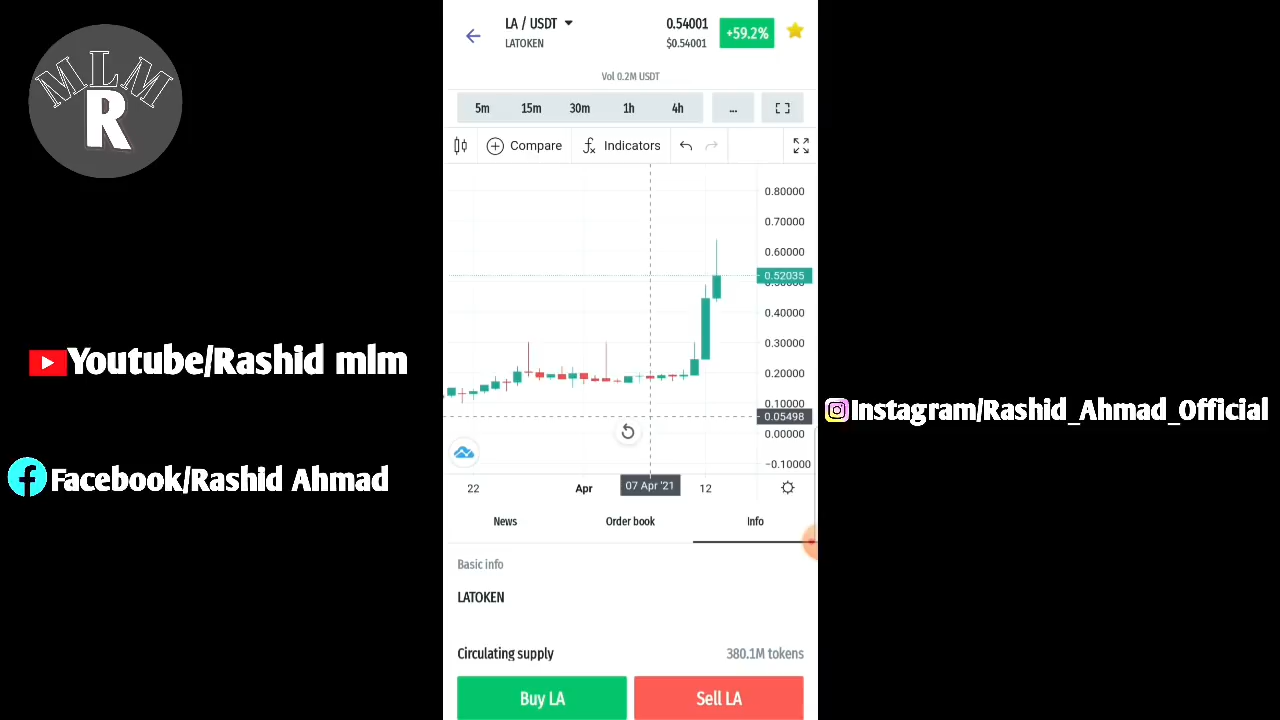 MLM
R
Youtube/Rashid mlm
Facebook/Rashid Ahmad
LA / USDT
LATOKEN
0.54001
$0.54001
+59.2%
Vol 0.2M USDT
5m 15m 30m 1h 4h ...
Compare Indicators
0.80000
0.70000
0.60000
0.52035
0.40000
0.30000
0.20000
0.10000
0.05498
0.00000
−0.10000
22 Apr 07 Apr '21 12
News Order book Info
Basic info
LATOKEN
Circulating supply 380.1M tokens
Buy LA Sell LA
Instagram/Rashid_Ahmad_Official